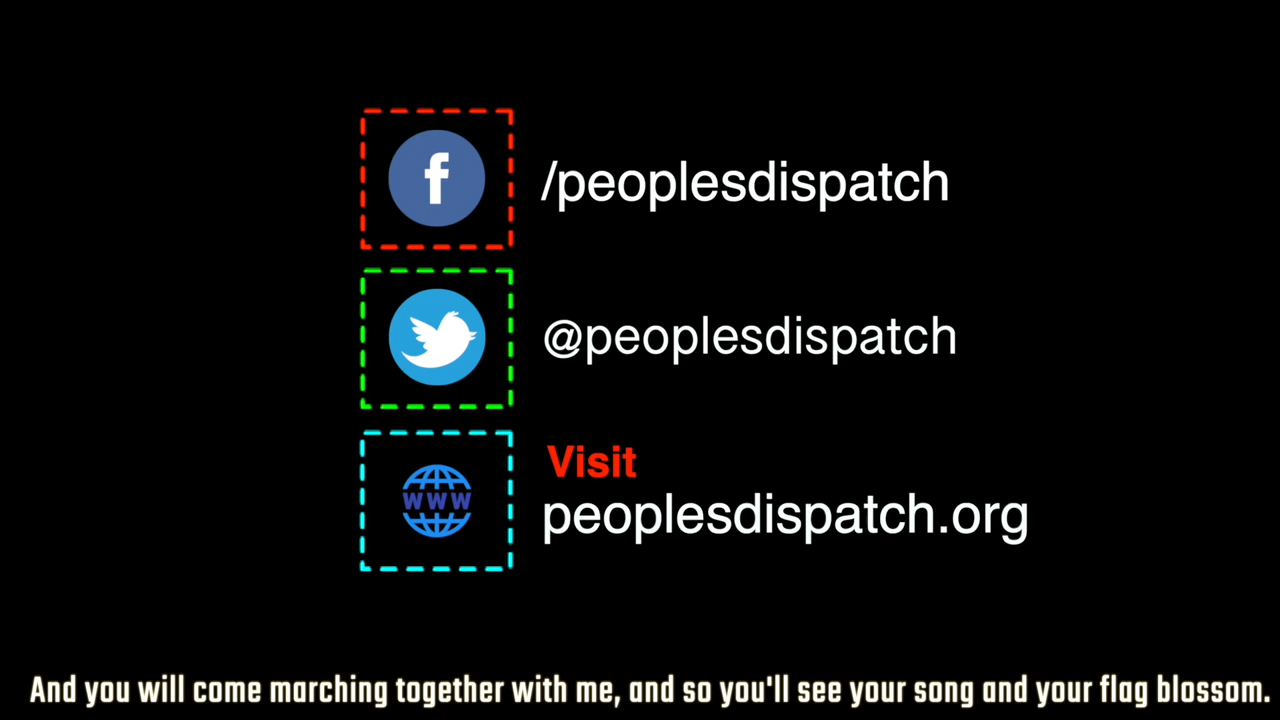 f
/peoplesdispatch
@peoplesdispatch
Visit
WWW
peoplesdispatch.org
And you will come marching together with me, and so you'll see your song and your flag blossom.